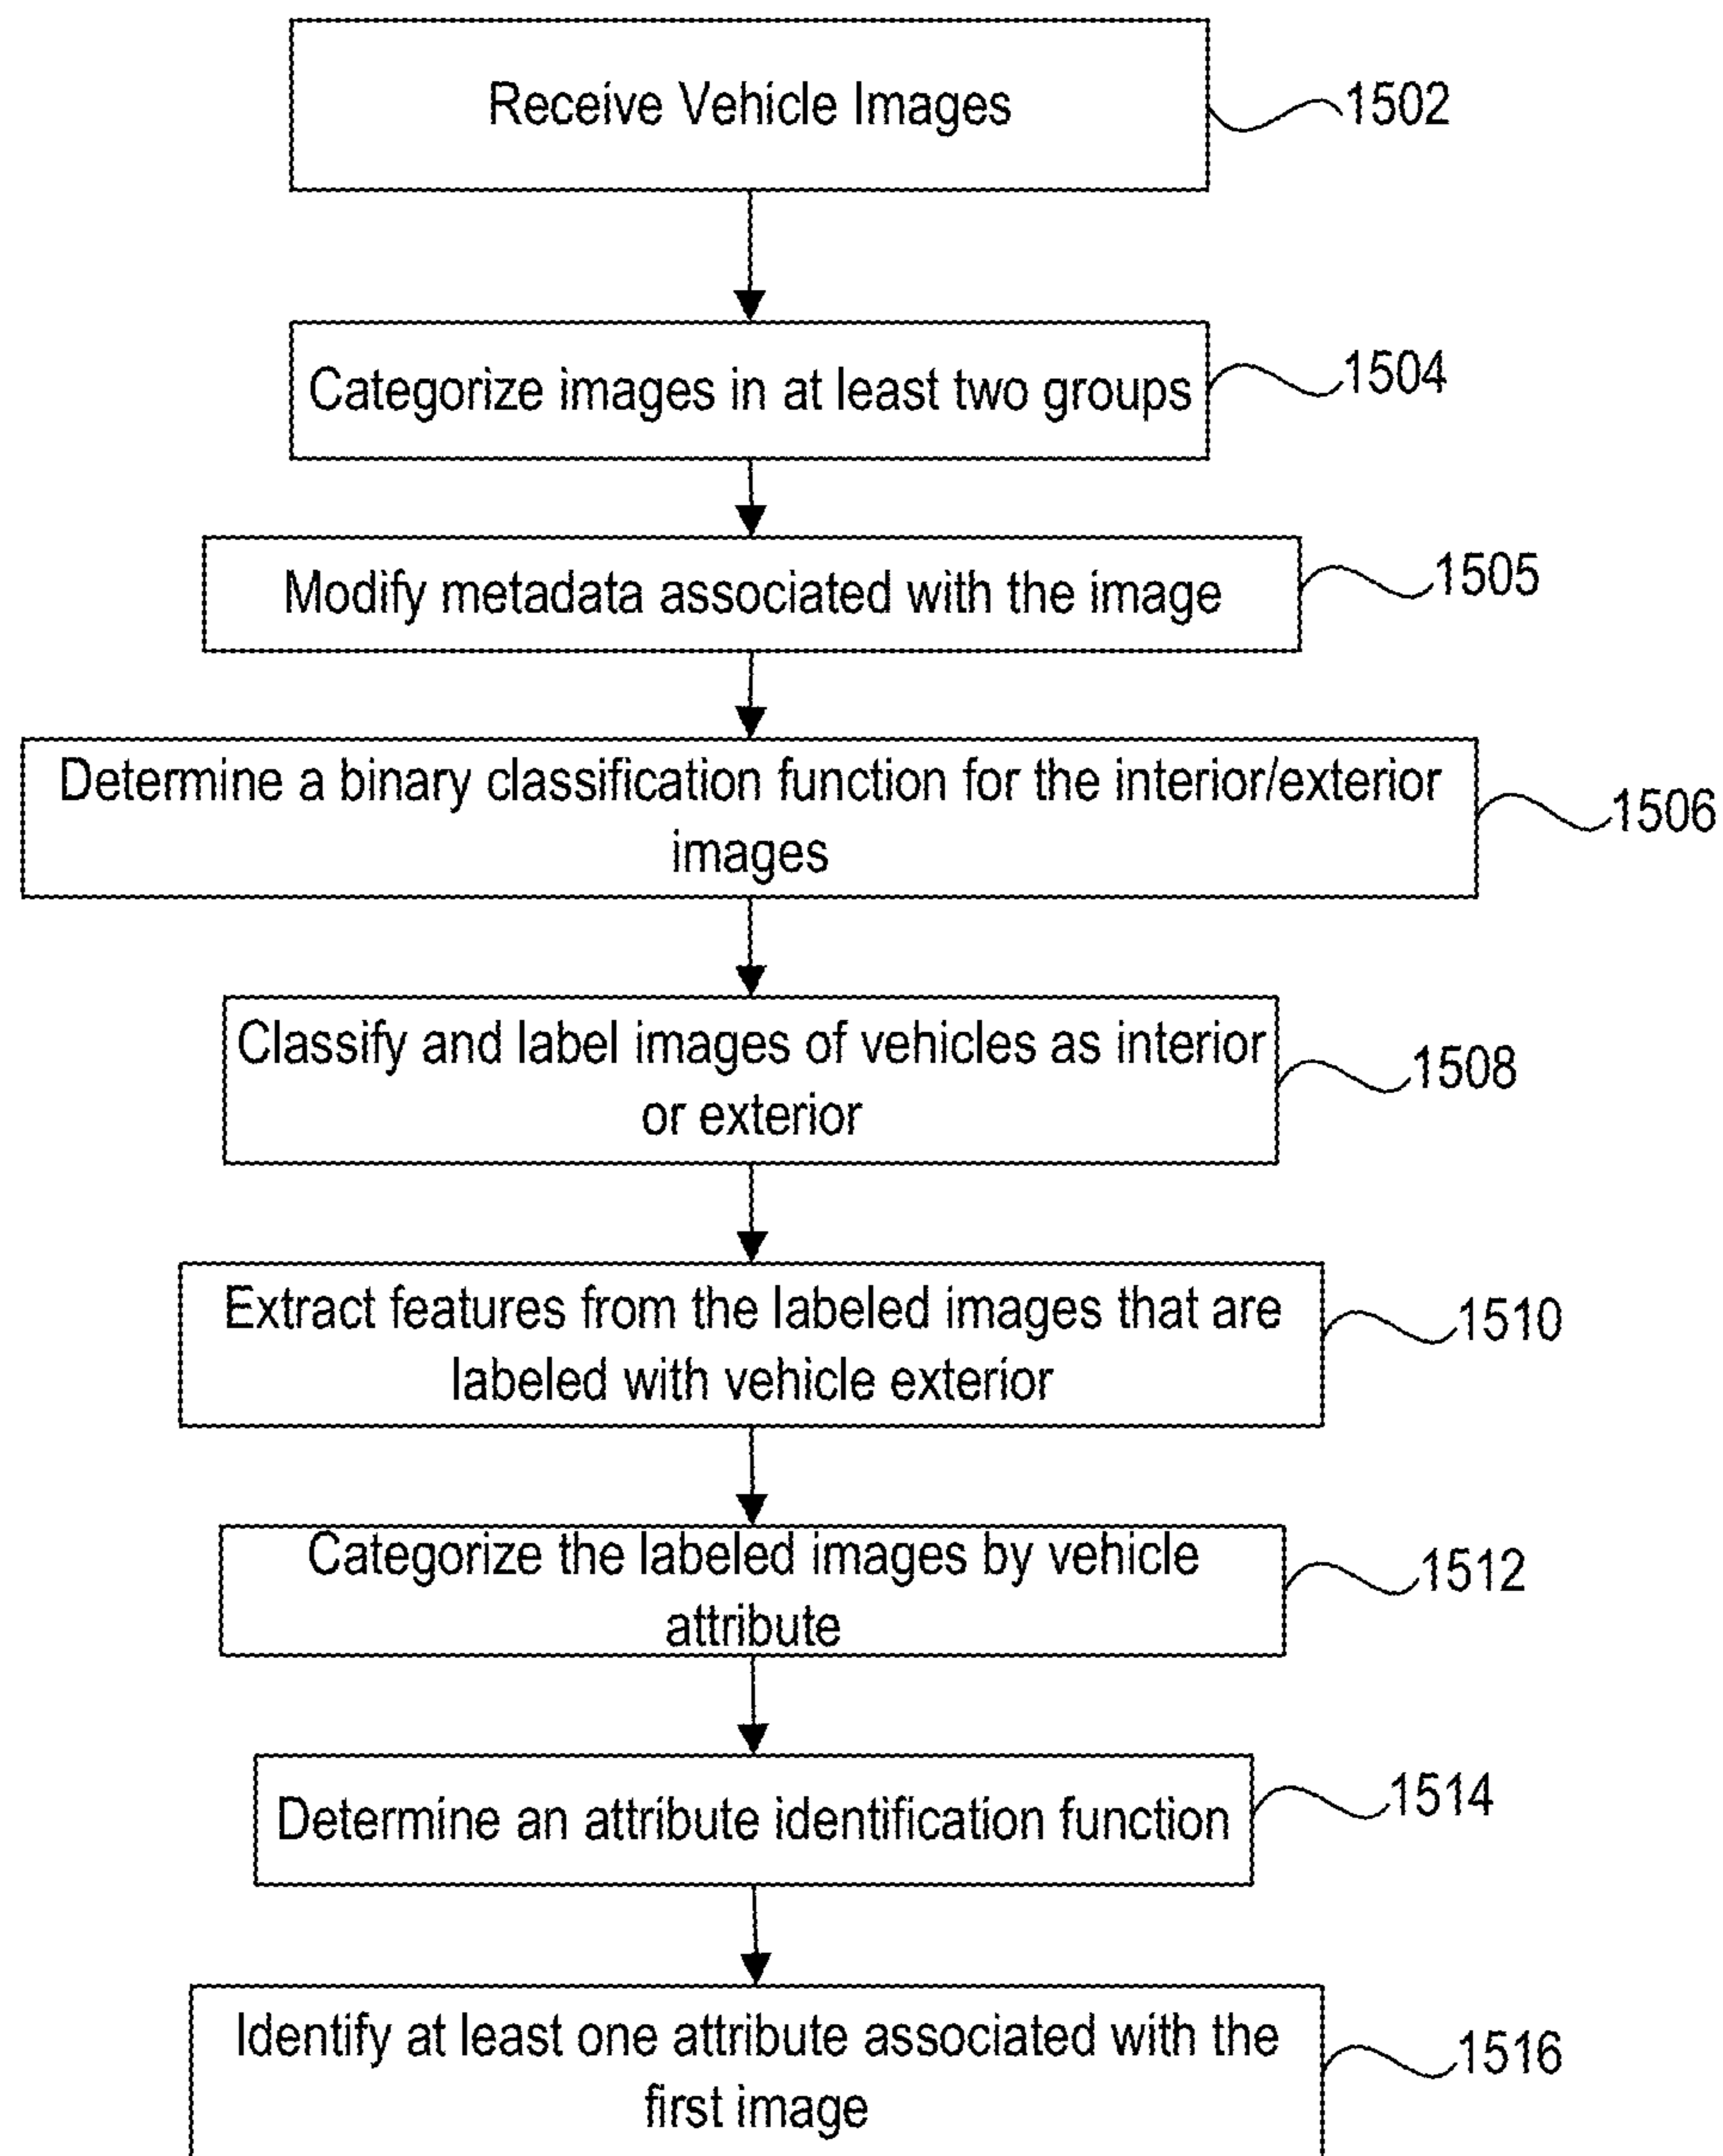 Receive Vehicle Images
1502
Categorize images in at least two groups
1504
Modify metadata associated with the image
1505
Determine a binary classification function for the interior/exterior
images
1506
Classify and label images of vehicles as interior
or exterior
1508
Extract features from the labeled images that are
labeled with vehicle exterior
1510
Categorize the labeled images by vehicle
attribute
1512
Determine an attribute identification function
1514
Identify at least one attribute associated with the
first image
1516